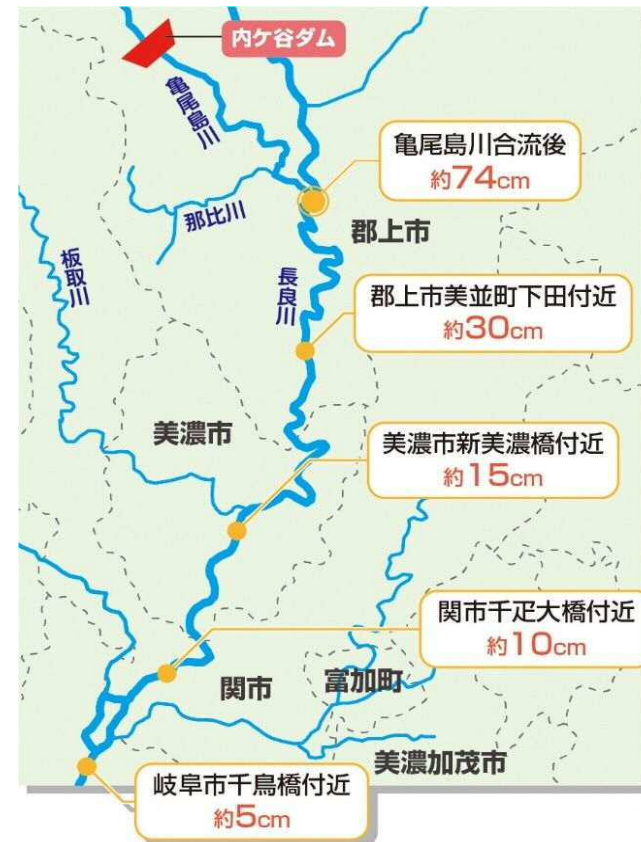 内ケ谷ダム
亀尾島川
亀尾島川合流後
約74cm
那比川
郡上市
板取川
長良川
郡上市美並町下田付近
約30cm
美濃市
美濃市新美濃橋付近
約15cm
関市千疋大橋付近
約10cm
関市
富加町
美濃加茂市
岐阜市千鳥橋付近
約5cm